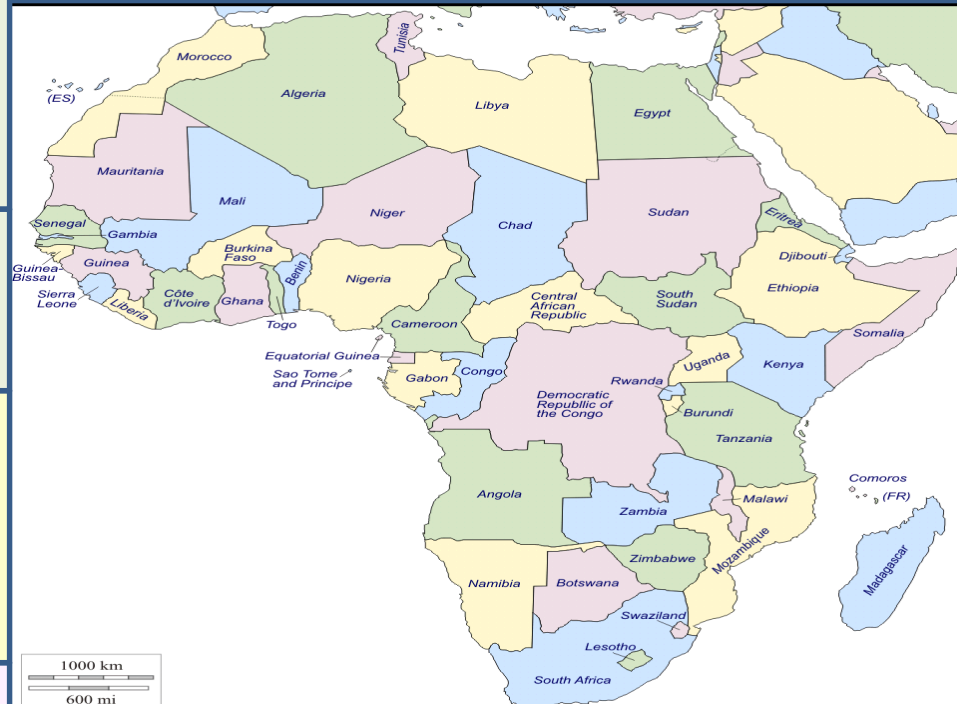 Tunisia
Morocco
Algeria
(ES)
Libya
Egypt
Mauritania
Mali
Niger
Chad
Sudan
Eritrea
Senegal
Gambia
Djibouti
Guinea-
Bissau
Guinea
Burkina
Faso
Benin
Nigeria
Ethiopia
Sierra
Leone
Liberia
Côte
d'Ivoire
Ghana
Togo
Central
African
Republic
South
Sudan
Cameroon
Somalia
Equatorial Guinea
Sao Tome
and Principe
Gabon
Congo
Uganda
Kenya
Rwanda
Democratic
Republlic of
the Congo
Burundi
Tanzania
Comoros
(FR)
Angola
Zambia
Malawi
Mozambique
Madagascar
Zimbabwe
Namibia
Botswana
Swaziland
Lesotho
South Africa
1000 km
600 mi